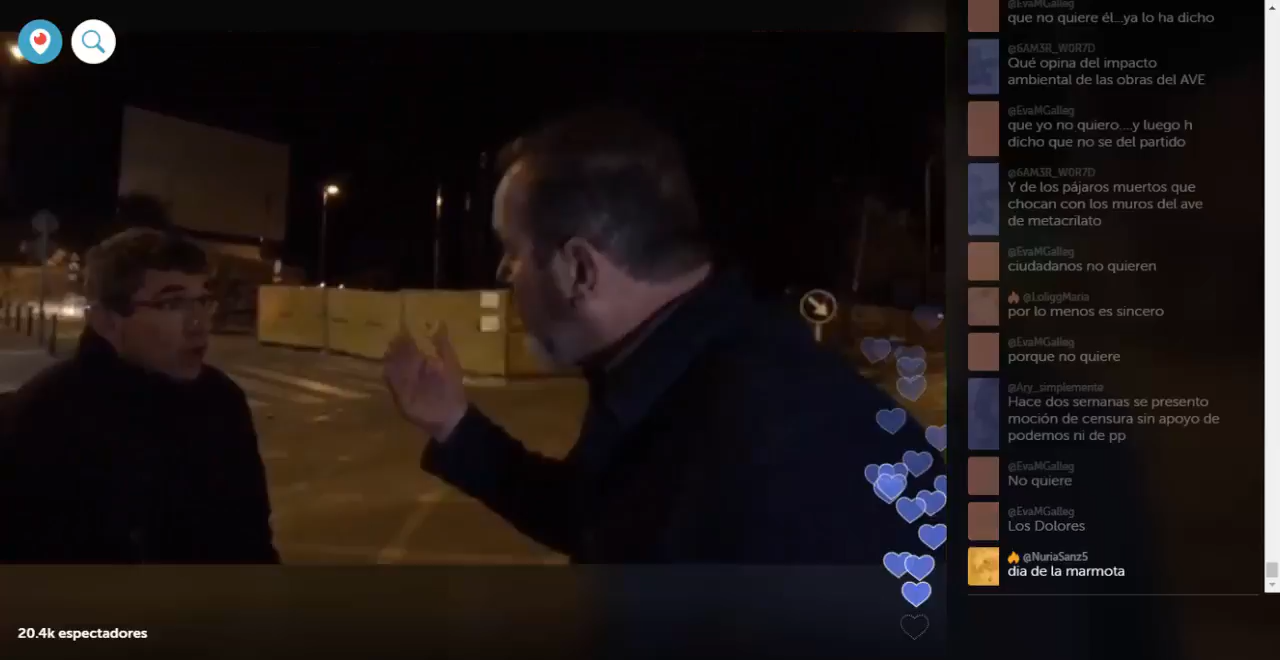 @EvaMGalleg
que no quiere él...ya lo ha dicho
@6AM3R_W0R7D
Qué opina del impacto
ambiental de las obras del AVE
@EvaMGalleg
que yo no quiero....y luego h
dicho que no se del partido
@6AM3R_W0R7D
Y de los pájaros muertos que
chocan con los muros del ave
de metacrilato
@EvaMGalleg
ciudadanos no quieren
@LoliggMaria
por lo menos es sincero
@EvaMGalleg
porque no quiere
@Ary_simplemente
Hace dos semanas se presento
moción de censura sin apoyo de
podemos ni de pp
@EvaMGalleg
No quiere
@EvaMGalleg
Los Dolores
@NuriaSanz5
dia de la marmota
20.4k espectadores